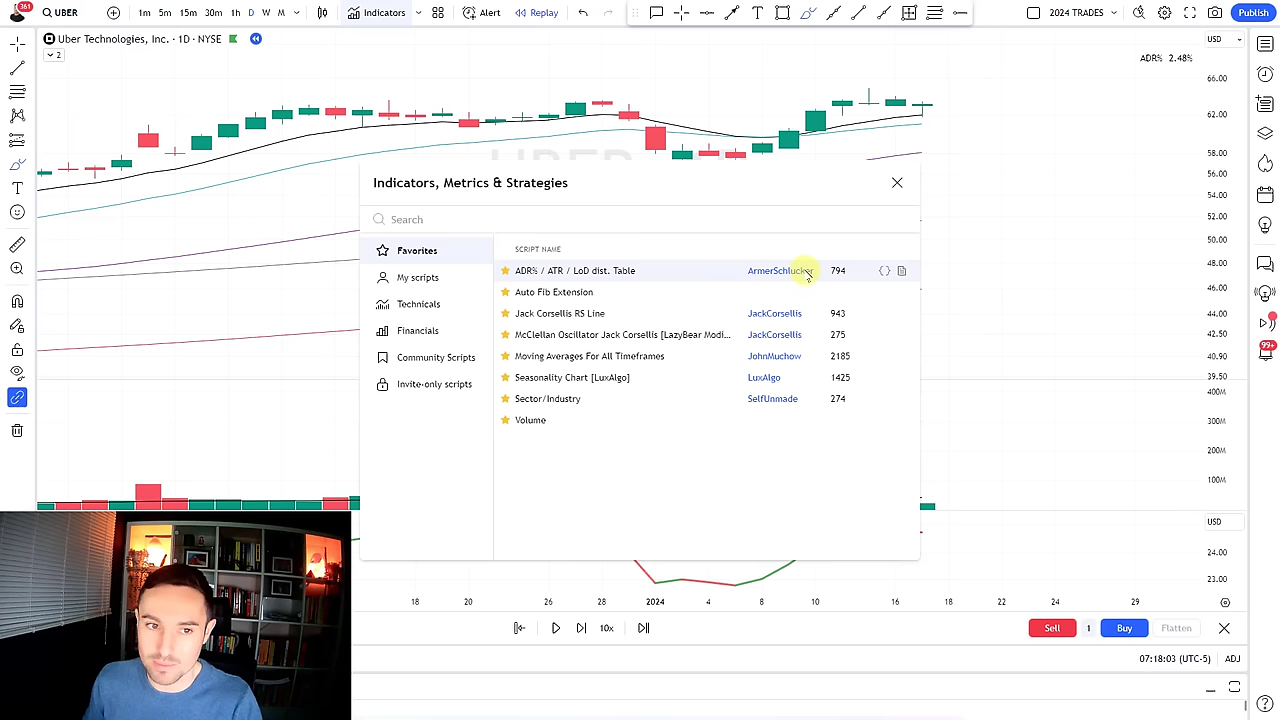 361
UBER
1m 5m 15m 30m 1h D W M
Indicators
Alert
Replay
2024 TRADES
Publish
Uber Technologies, Inc. · 1D · NYSE
2
USD
ADR% 2.48%
66.00
62.00
58.00
56.00
54.00
52.00
50.00
48.00
46.00
44.00
42.50
40.90
39.50
400M
300M
200M
100M
USD
24.00
23.00
UBER
Indicators, Metrics & Strategies
Search
Favorites
My scripts
Technicals
Financials
Community Scripts
Invite-only scripts
SCRIPT NAME
ADR% / ATR / LoD dist. Table ArmerSchlucker 794
Auto Fib Extension
Jack Corsellis RS Line JackCorsellis 943
McClellan Oscillator Jack Corsellis [LazyBear Modi... JackCorsellis 275
Moving Averages For All Timeframes JohnMuchow 2185
Seasonality Chart [LuxAlgo] LuxAlgo 1425
Sector/Industry SelfUnmade 274
Volume
99+
18 20 26 28 2024 4 8 10 16 18 22 24 29
10x
Sell 1 Buy Flatten
07:18:03 (UTC-5) ADJ